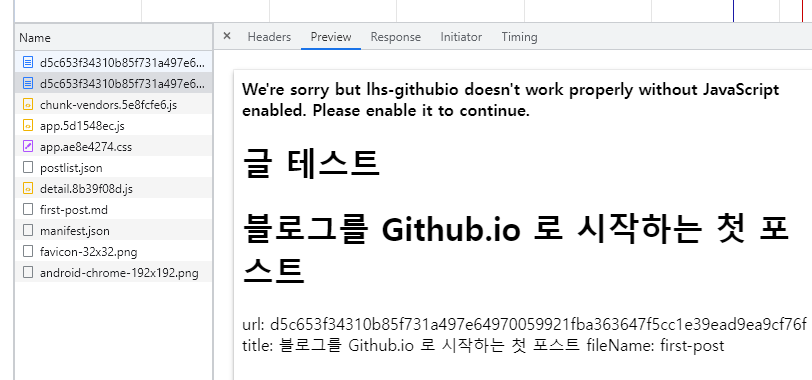 Name
× Headers Preview Response Initiator Timing
d5c653f34310b85f731a497e6...
d5c653f34310b85f731a497e6...
chunk-vendors.5e8fcfe6.js
app.5d1548ec.js
app.ae8e4274.css
postlist.json
detail.8b39f08d.js
first-post.md
manifest.json
favicon-32x32.png
android-chrome-192x192.png
We're sorry but lhs-githubio doesn't work properly without JavaScript
enabled. Please enable it to continue.
글 테스트
블로그를 Github.io 로 시작하는 첫 포
스트
url: d5c653f34310b85f731a497e64970059921fba363647f5cc1e39ead9ea9cf76f
title: 블로그를 Github.io 로 시작하는 첫 포스트 fileName: first-post